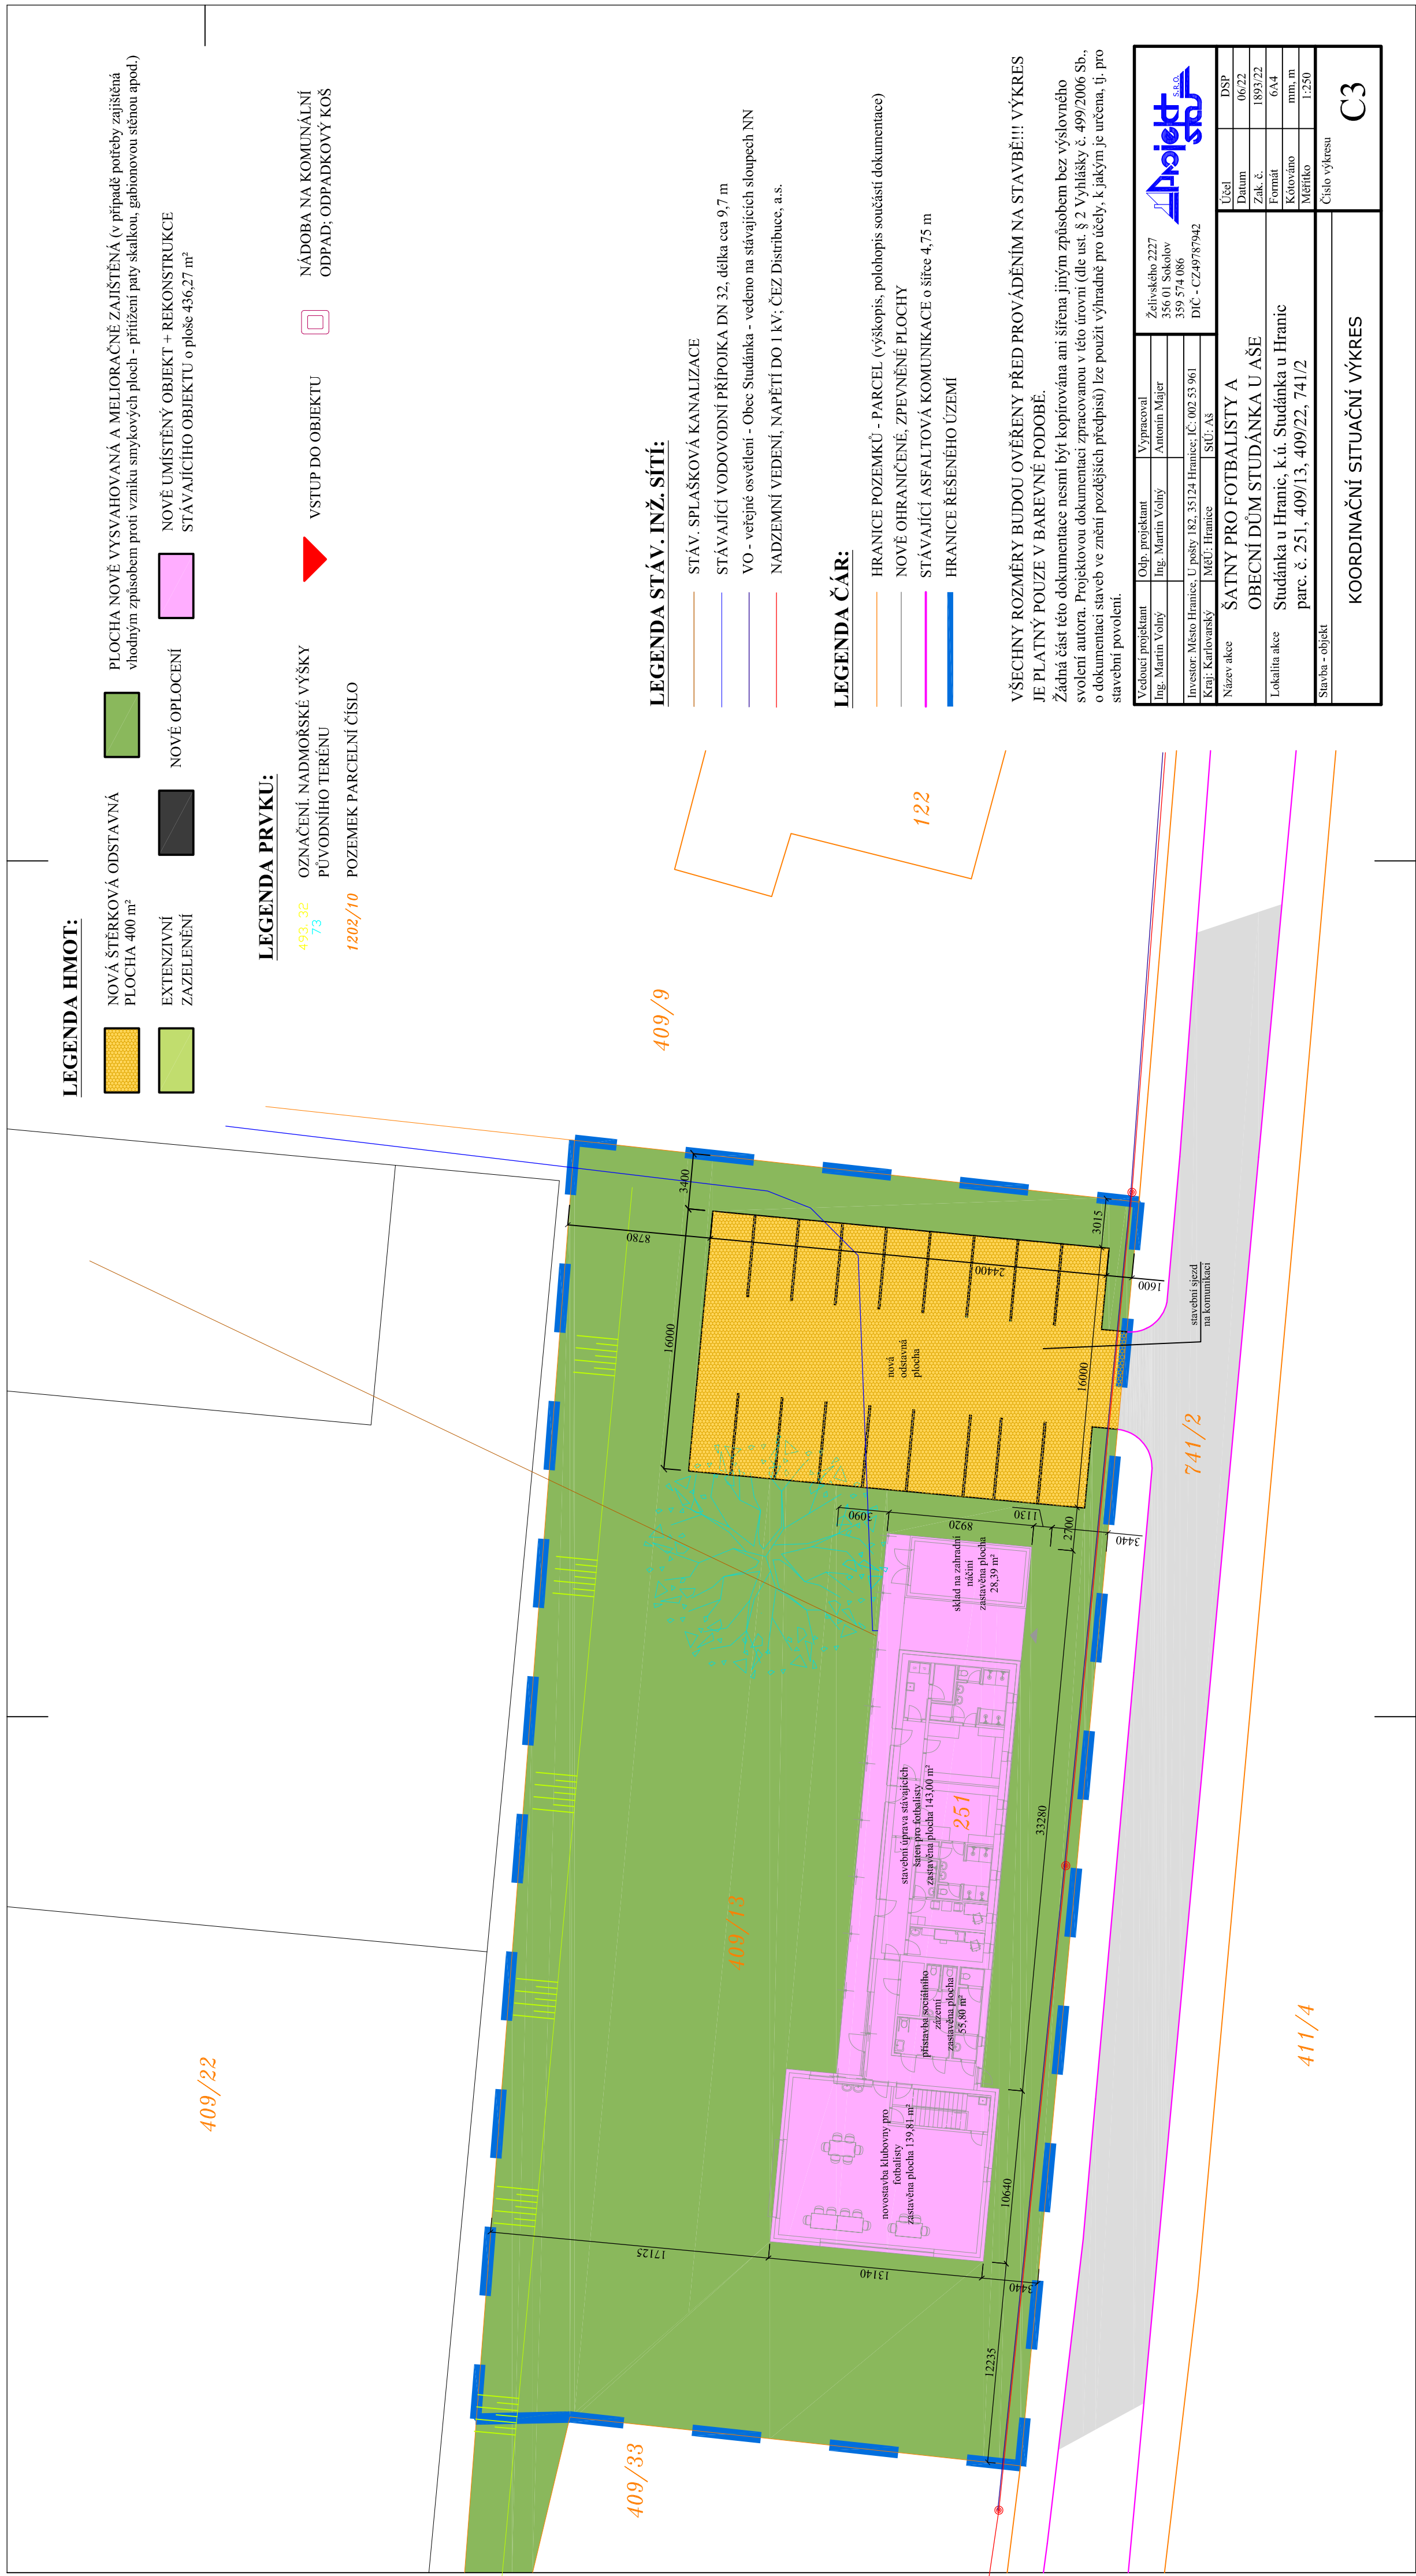 LEGENDA HMOT:
NOVÁ ŠTĚRKOVÁ ODSTAVNÁ
PLOCHA 400 m²
PLOCHA NOVĚ VYSVAHOVANÁ A MELIORAČNĚ ZAJIŠTĚNÁ (v případě potřeby zajištěná
vhodným způsobem proti vzniku smykových ploch - přitížení paty skalkou, gabionovou stěnou apod.)
EXTENZIVNÍ
ZAZELENĚNÍ
NOVÉ OPLOCENÍ
NOVĚ UMÍSTĚNÝ OBJEKT + REKONSTRUKCE
STÁVAJÍCÍHO OBJEKTU o ploše 436,27 m²
LEGENDA PRVKU:
493.32
73
OZNAČENÍ. NADMOŘSKÉ VÝŠKY
PŮVODNÍHO TERÉNU
VSTUP DO OBJEKTU
NÁDOBA NA KOMUNÁLNÍ
ODPAD; ODPADKOVÝ KOŠ
1202/10
POZEMEK PARCELNÍ ČÍSLO
LEGENDA STÁV. INŽ. SÍTÍ:
STÁV. SPLAŠKOVÁ KANALIZACE
STÁVAJÍCÍ VODOVODNÍ PŘÍPOJKA DN 32, délka cca 9,7 m
VO - veřejné osvětlení - Obec Studánka - vedeno na stávajících sloupech NN
NADZEMNÍ VEDENÍ, NAPĚTÍ DO 1 kV; ČEZ Distribuce, a.s.
LEGENDA ČÁR:
HRANICE POZEMKŮ - PARCEL (výškopis, polohopis součástí dokumentace)
NOVĚ OHRANIČENÉ, ZPEVNĚNÉ PLOCHY
STÁVAJÍCÍ ASFALTOVÁ KOMUNIKACE o šířce 4,75 m
HRANICE ŘEŠENÉHO ÚZEMÍ
VŠECHNY ROZMĚRY BUDOU OVĚŘENY PŘED PROVÁDĚNÍM NA STAVBĚ!!! VÝKRES
JE PLATNÝ POUZE V BAREVNÉ PODOBĚ.
Žádná část této dokumentace nesmí být kopírována ani šířena jiným způsobem bez výslovného
svolení autora. Projektovou dokumentaci zpracovanou v této úrovni (dle ust. § 2 Vyhlášky č. 499/2006 Sb.,
o dokumentaci staveb ve znění pozdějších předpisů) lze použít výhradně pro účely, k jakým je určena, tj. pro
stavební povolení.
Vedoucí projektant
Odp. projektant
Vypracoval
Ing. Martin Volný
Ing. Martin Volný
Antonín Majer
Investor: Město Hranice, U pošty 182, 35124 Hranice; IČ: 002 53 961
Kraj: Karlovarský
MěÚ: Hranice
StÚ: Aš
Želivského 2227
356 01 Sokolov
359 574 086
DIČ - CZ49787942
Projekt
stav
S.R.O.
Název akce
ŠATNY PRO FOTBALISTY A
OBECNÍ DŮM STUDÁNKA U AŠE
Lokalita akce
Studánka u Hranic, k.ú. Studánka u Hranic
parc. č. 251, 409/13, 409/22, 741/2
Účel
DSP
Datum
06/22
Zak. č.
1893/22
Formát
6A4
Kótováno
mm, m
Měřítko
1:250
Stavba - objekt
KOORDINAČNÍ SITUAČNÍ VÝKRES
Číslo výkresu
C3
409/22
409/33
409/9
122
409/13
251
741/2
411/4
17125
13140
3440
12235
10640
33280
2700
3440
1130
8920
3090
16000
3400
8780
24400
16000
3015
1600
nová
odstavná
plocha
stavební sjezd
na komunikaci
sklad na zahradní
náčiní
zastavěna plocha
28,39 m²
stavební úprava stávajících
šaten pro fotbalisty
zastavěna plocha 143,00 m²
přístavba sociálního
zázemí
zastavěna plocha
55,80 m²
novostavba klubovny pro
fotbalisty
zastavěna plocha 139,81 m²